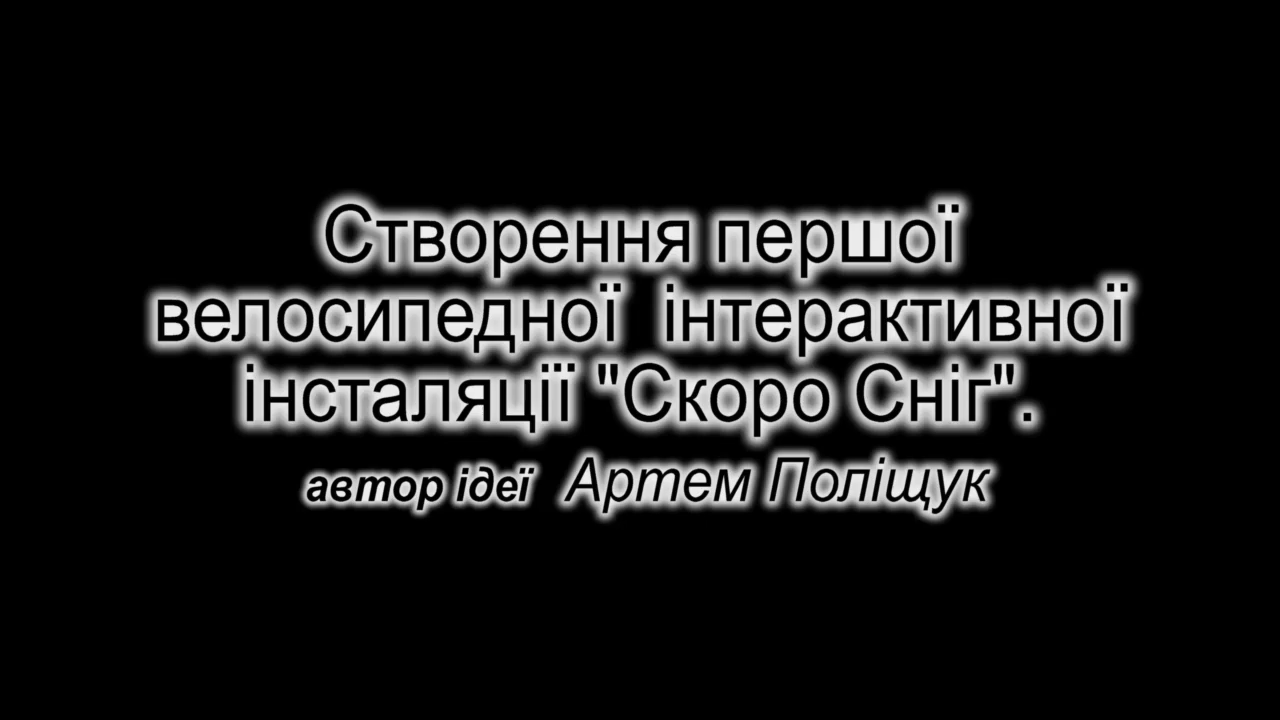 Створення першої
велосипедної інтерактивної
інсталяції "Скоро Сніг".
автор ідеї Артем Поліщук